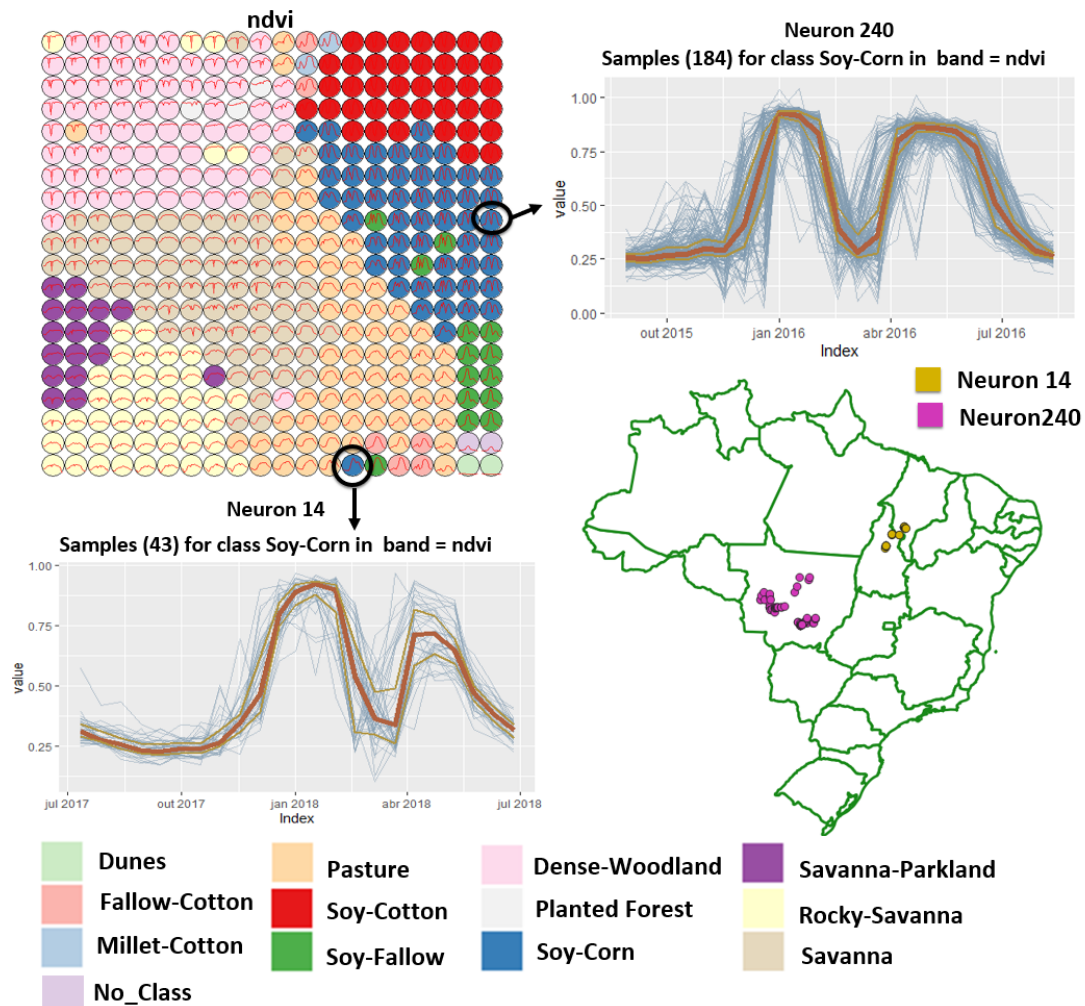 ndvi
Neuron 240
Samples (184) for class Soy-Corn in  band = ndvi
1.00
0.75
0.50
0.25
0.00
value
out 2015
jan 2016
abr 2016
jul 2016
Index
Neuron 14
Neuron240
Neuron 14
Samples (43) for class Soy-Corn in  band = ndvi
1.00
0.75
0.50
0.25
value
jul 2017
out 2017
jan 2018
abr 2018
jul 2018
Index
Dunes
Pasture
Dense-Woodland
Savanna-Parkland
Fallow-Cotton
Soy-Cotton
Planted Forest
Rocky-Savanna
Millet-Cotton
Soy-Fallow
Soy-Corn
Savanna
No_Class